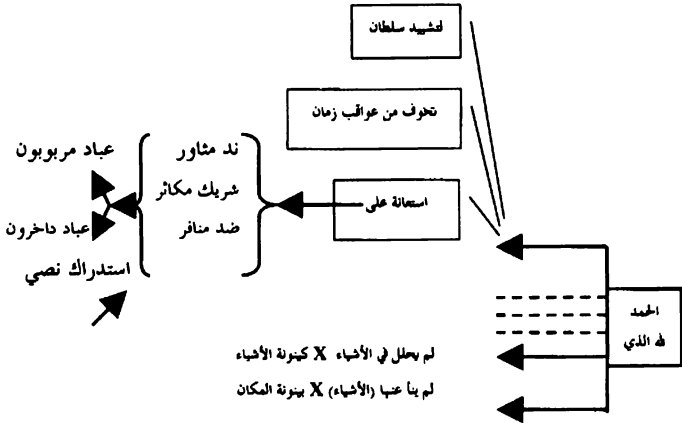 لتشييد سلطان
تخوف من عواقب زمان
استعانة على
ند مثاور
شريك مكاثر
ضد منافر
عباد مربوبون
عباد داخرون
استدراك نصي
الحمد
لله الذي
لم يحلل في الأشياء X كينونة الأشياء
لم ينأ عنها (الأشياء) X بينونة المكان